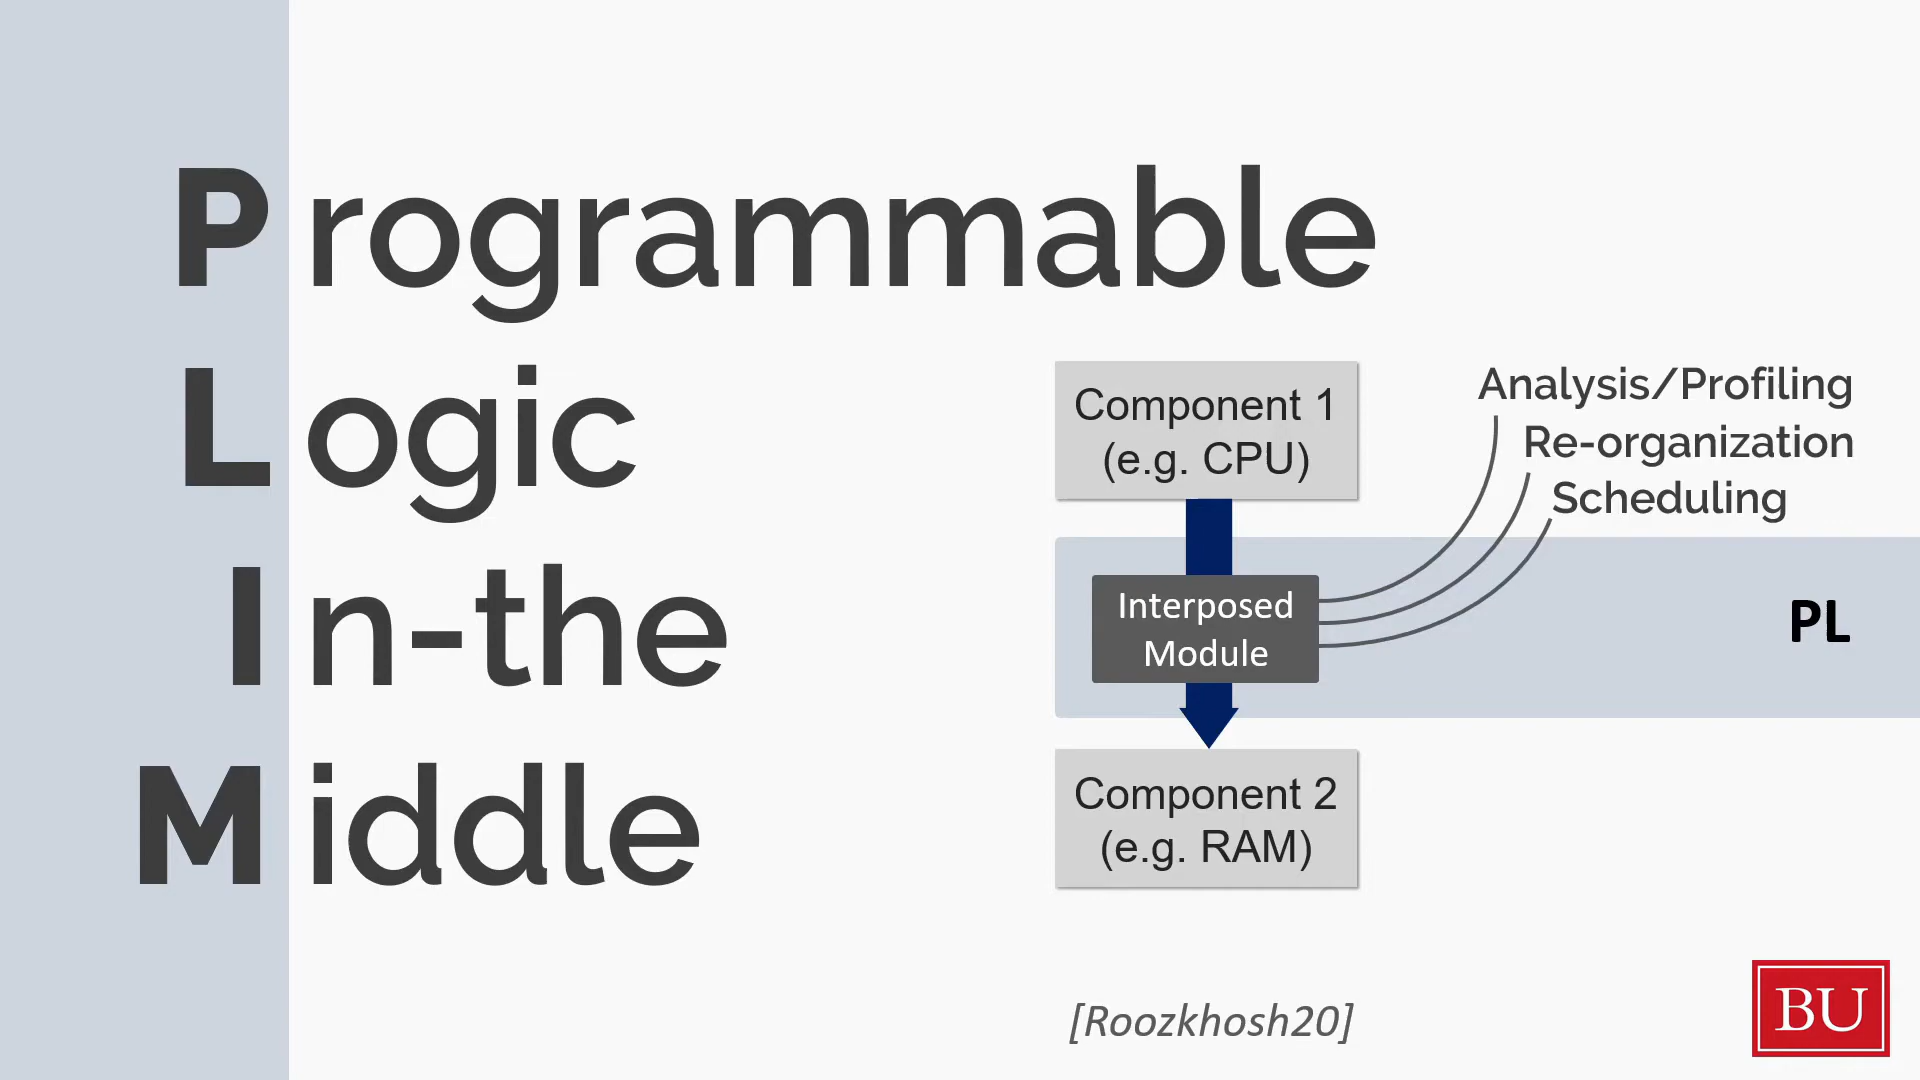 Programmable
Logic
In-the
Middle
Component 1
(e.g. CPU)
Analysis/Profiling
Re-organization
Scheduling
Interposed
Module
PL
Component 2
(e.g. RAM)
[Roozkhosh20]
BU